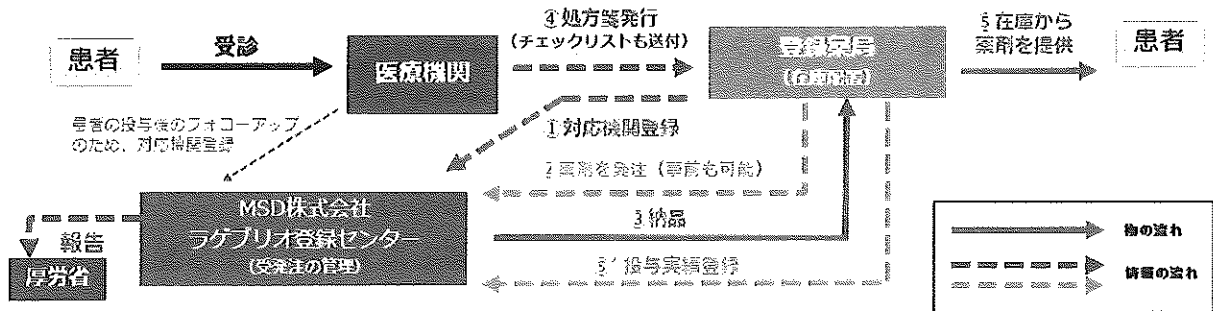 患者
受診
医療機関
④処方箋発行
(チェックリストも送付)
登録薬局
(在庫配置)
5 在庫から
薬剤を提供
患者
患者の投与後のフォローアップ
のため、対応機関登録
①対応機関登録
2 薬剤を発注（事前も可能）
MSD株式会社
ラゲブリオ登録センター
(受発注の管理)
3 納品
5' 投与実績登録
報告
厚労省
物の流れ
情報の流れ